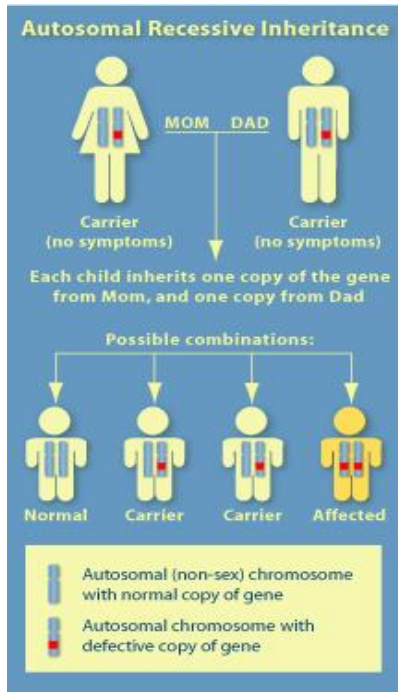 Autosomal Recessive Inheritance
MOM DAD
Carrier
(no symptoms)
Carrier
(no symptoms)
Each child inherits one copy of the gene
from Mom, and one copy from Dad
Possible combinations:
Normal Carrier Carrier Affected
Autosomal (non-sex) chromosome
with normal copy of gene
Autosomal chromosome with
defective copy of gene